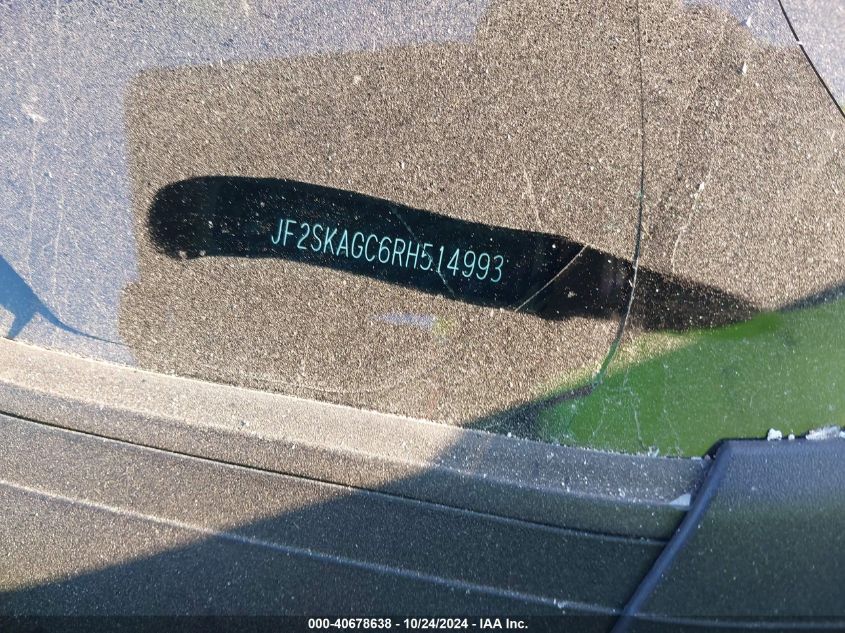 JF2SKAGC6RH514993
000-40678638 - 10/24/2024 - IAA Inc.